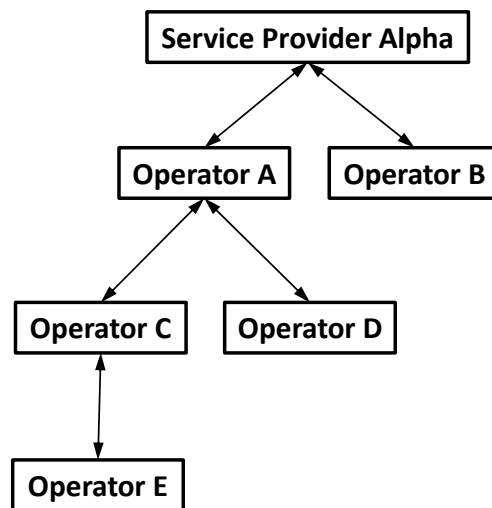 Service Provider Alpha
Operator A
Operator B
Operator C
Operator D
Operator E